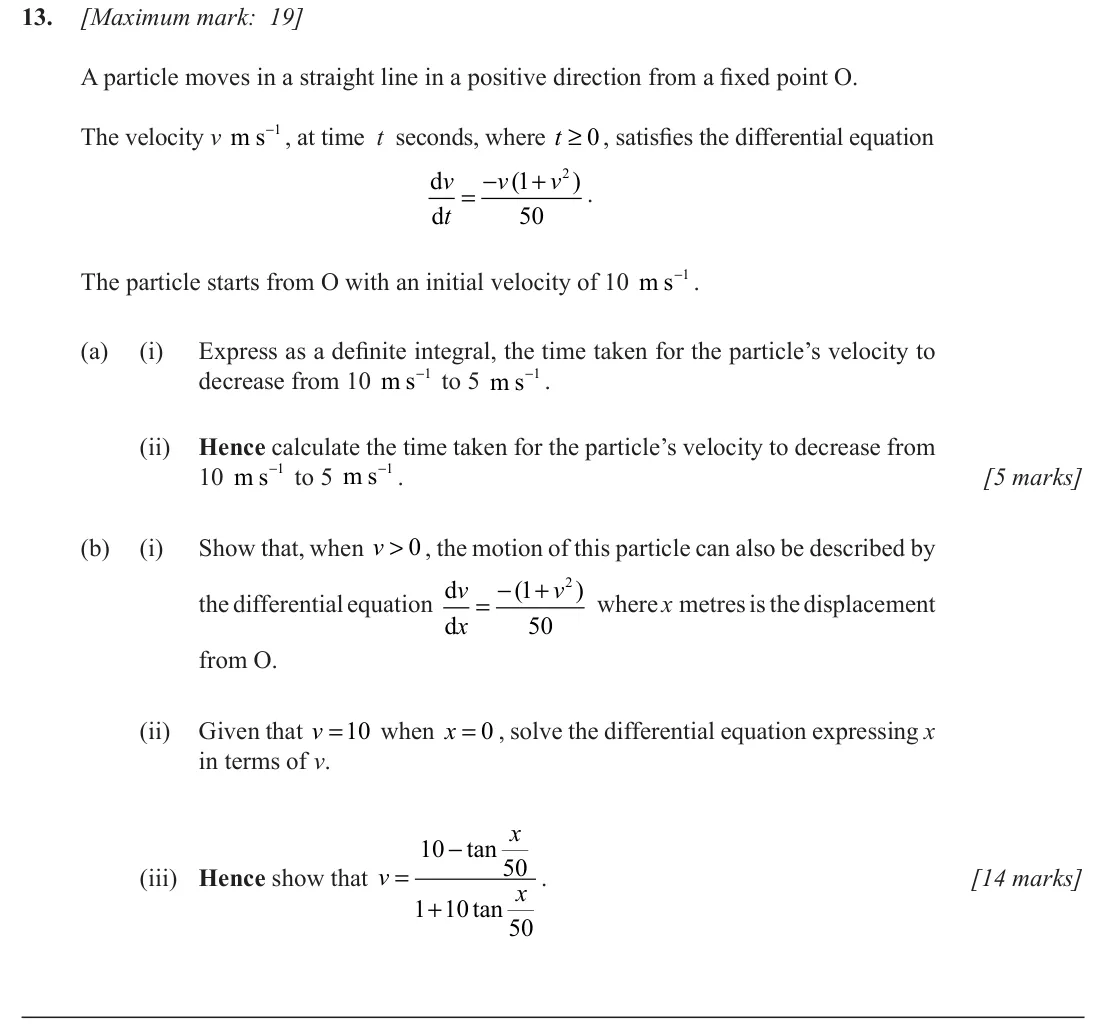 13. [Maximum mark: 19]
A particle moves in a straight line in a positive direction from a fixed point O.
The velocity v m s⁻¹, at time t seconds, where t ≥ 0, satisfies the differential equation
dv/dt = −v(1+v²)/50.
The particle starts from O with an initial velocity of 10 m s⁻¹.
(a) (i) Express as a definite integral, the time taken for the particle’s velocity to
decrease from 10 m s⁻¹ to 5 m s⁻¹.
(ii) Hence calculate the time taken for the particle’s velocity to decrease from
10 m s⁻¹ to 5 m s⁻¹. [5 marks]
(b) (i) Show that, when v > 0, the motion of this particle can also be described by
the differential equation dv/dx = −(1+v²)/50 where x metres is the displacement
from O.
(ii) Given that v = 10 when x = 0, solve the differential equation expressing x
in terms of v.
(iii) Hence show that v = (10 − tan x/50)/(1 + 10 tan x/50). [14 marks]